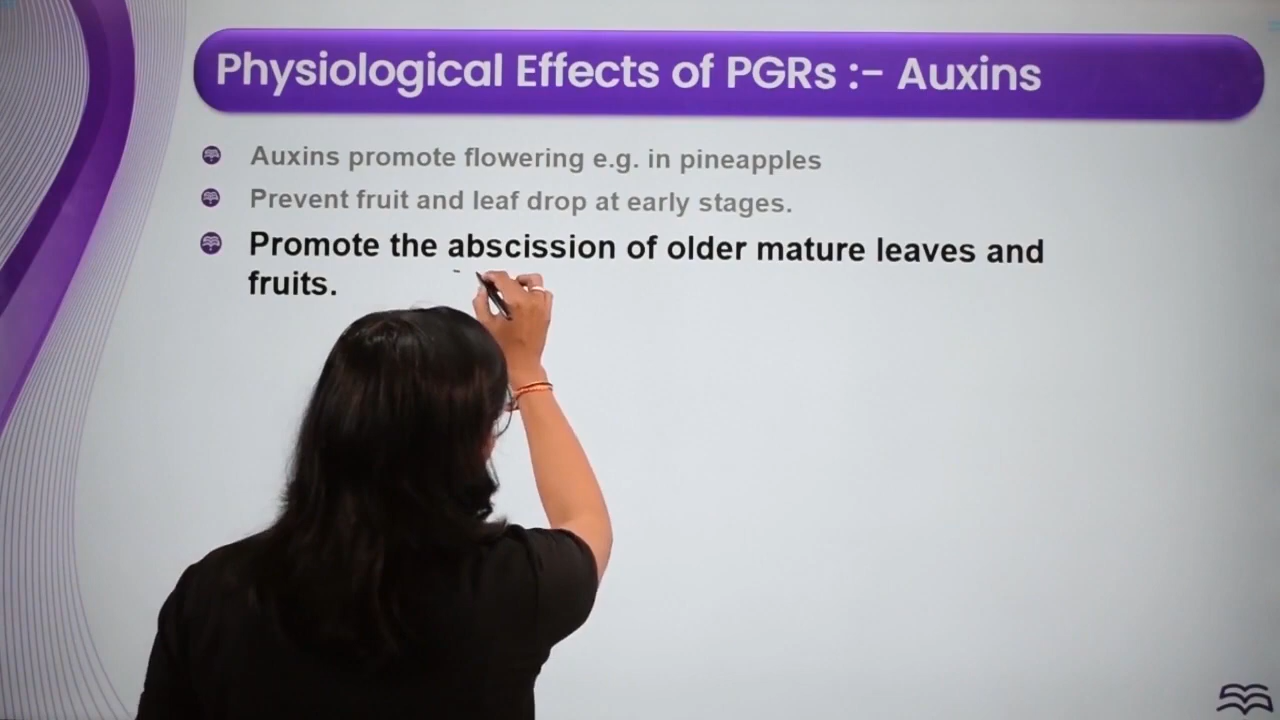 Physiological Effects of PGRs :- Auxins
Auxins promote flowering e.g. in pineapples
Prevent fruit and leaf drop at early stages.
Promote the abscission of older mature leaves and
fruits.